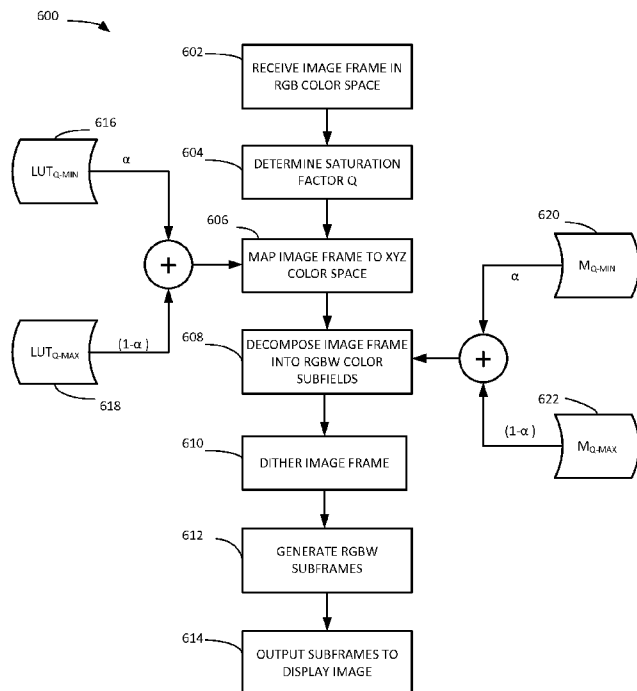 600
602
RECEIVE IMAGE FRAME IN
RGB COLOR SPACE
616
LUTQ-MIN
α
604
DETERMINE SATURATION
FACTOR Q
606
MAP IMAGE FRAME TO XYZ
COLOR SPACE
620
MQ-MIN
α
+
+
LUTQ-MAX
(1-α )
618
608
DECOMPOSE IMAGE FRAME
INTO RGBW COLOR
SUBFIELDS
622
MQ-MAX
(1-α )
610
DITHER IMAGE FRAME
612
GENERATE RGBW
SUBFRAMES
614
OUTPUT SUBFRAMES TO
DISPLAY IMAGE